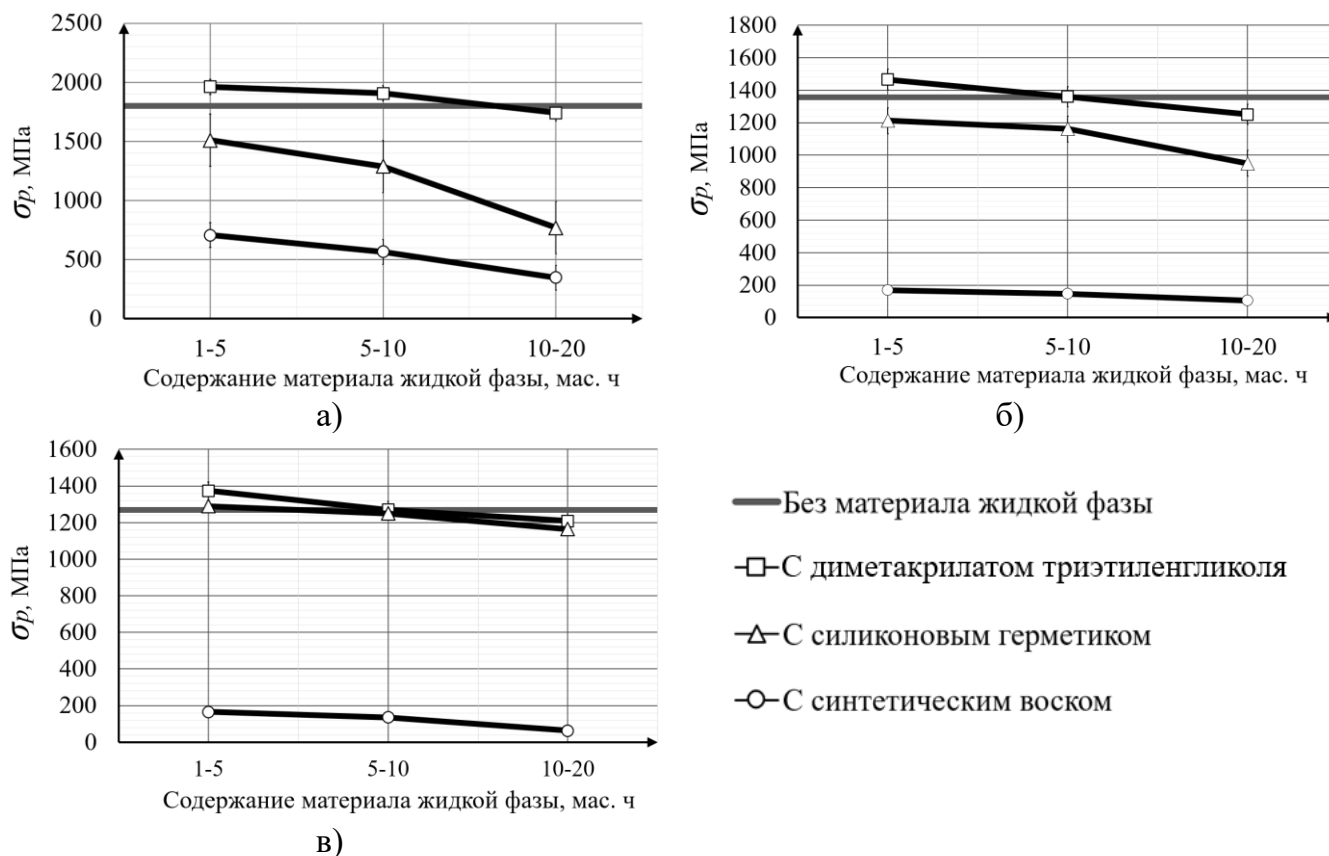 2500
2000
1500
1000
500
0
σр, МПа
1-5 5-10 10-20
Содержание материала жидкой фазы, мас. ч
а)
1800
1600
1400
1200
1000
800
600
400
200
0
σр, МПа
1-5 5-10 10-20
Содержание материала жидкой фазы, мас. ч
б)
1600
1400
1200
1000
800
600
400
200
0
σр, МПа
1-5 5-10 10-20
Содержание материала жидкой фазы, мас. ч
в)
Без материала жидкой фазы
С диметакрилатом триэтиленгликоля
С силиконовым герметиком
С синтетическим воском